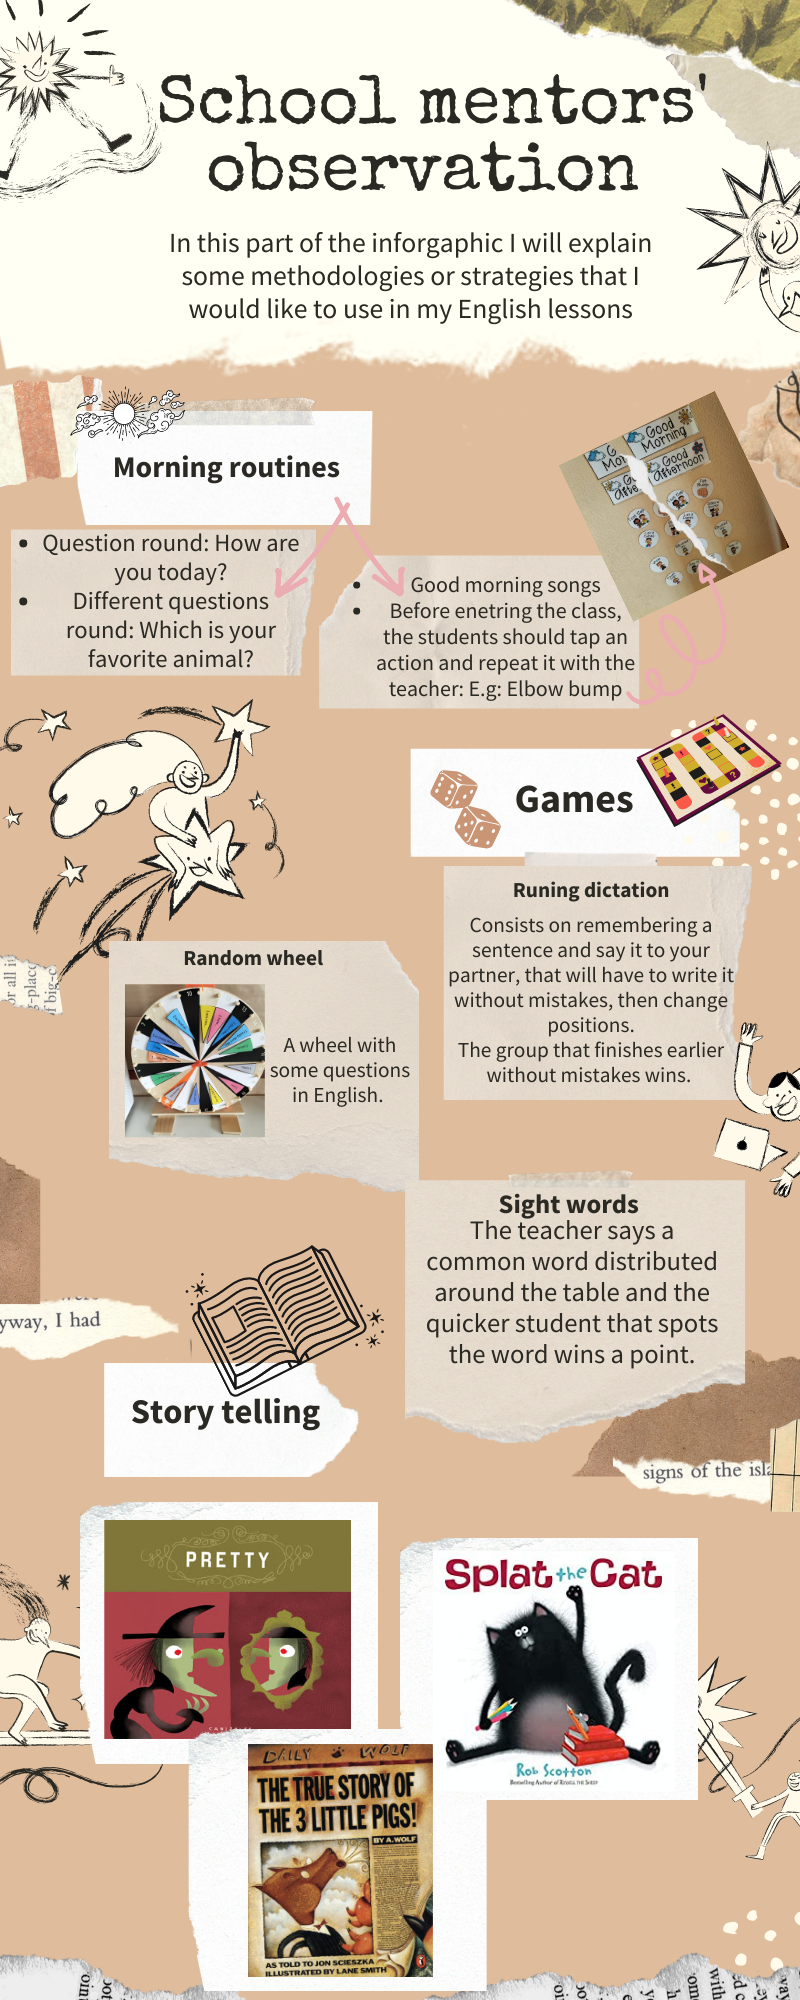 School mentors'
observation
In this part of the inforgaphic I will explain
some methodologies or strategies that I
would like to use in my English lessons
Morning routines
Question round: How are
you today?
Different questions
round: Which is your
favorite animal?
Good Morning
Good afternoon
Good morning songs
Before enetring the class,
the students should tap an
action and repeat it with the
teacher: E.g: Elbow bump
Games
Runing dictation
Consists on remembering a
sentence and say it to your
partner, that will have to write it
without mistakes, then change
positions.
The group that finishes earlier
without mistakes wins.
Random wheel
A wheel with
some questions
in English.
Sight words
The teacher says a
common word distributed
around the table and the
quicker student that spots
the word wins a point.
yway, I had
Story telling
signs of the isla
PRETTY
Splat the Cat
Rob Scotton
Bestselling Author of RUSSELL THE SHEEP
DAILY WOLF
THE TRUE STORY OF
THE 3 LITTLE PIGS!
BY A. WOLF
AS TOLD TO JON SCIESZKA
ILLUSTRATED BY LANE SMITH